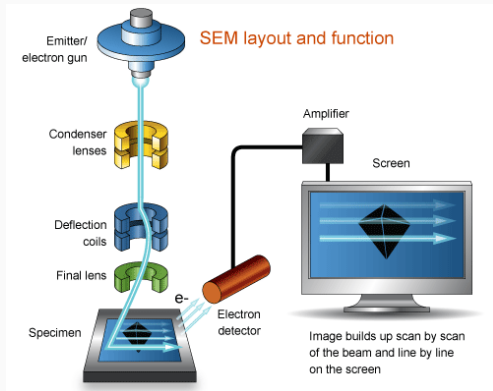 SEM layout and function
Emitter/
electron gun
Condenser
lenses
Deflection
coils
Final lens
Specimen
e-
Electron
detector
Amplifier
Screen
Image builds up scan by scan
of the beam and line by line
on the screen